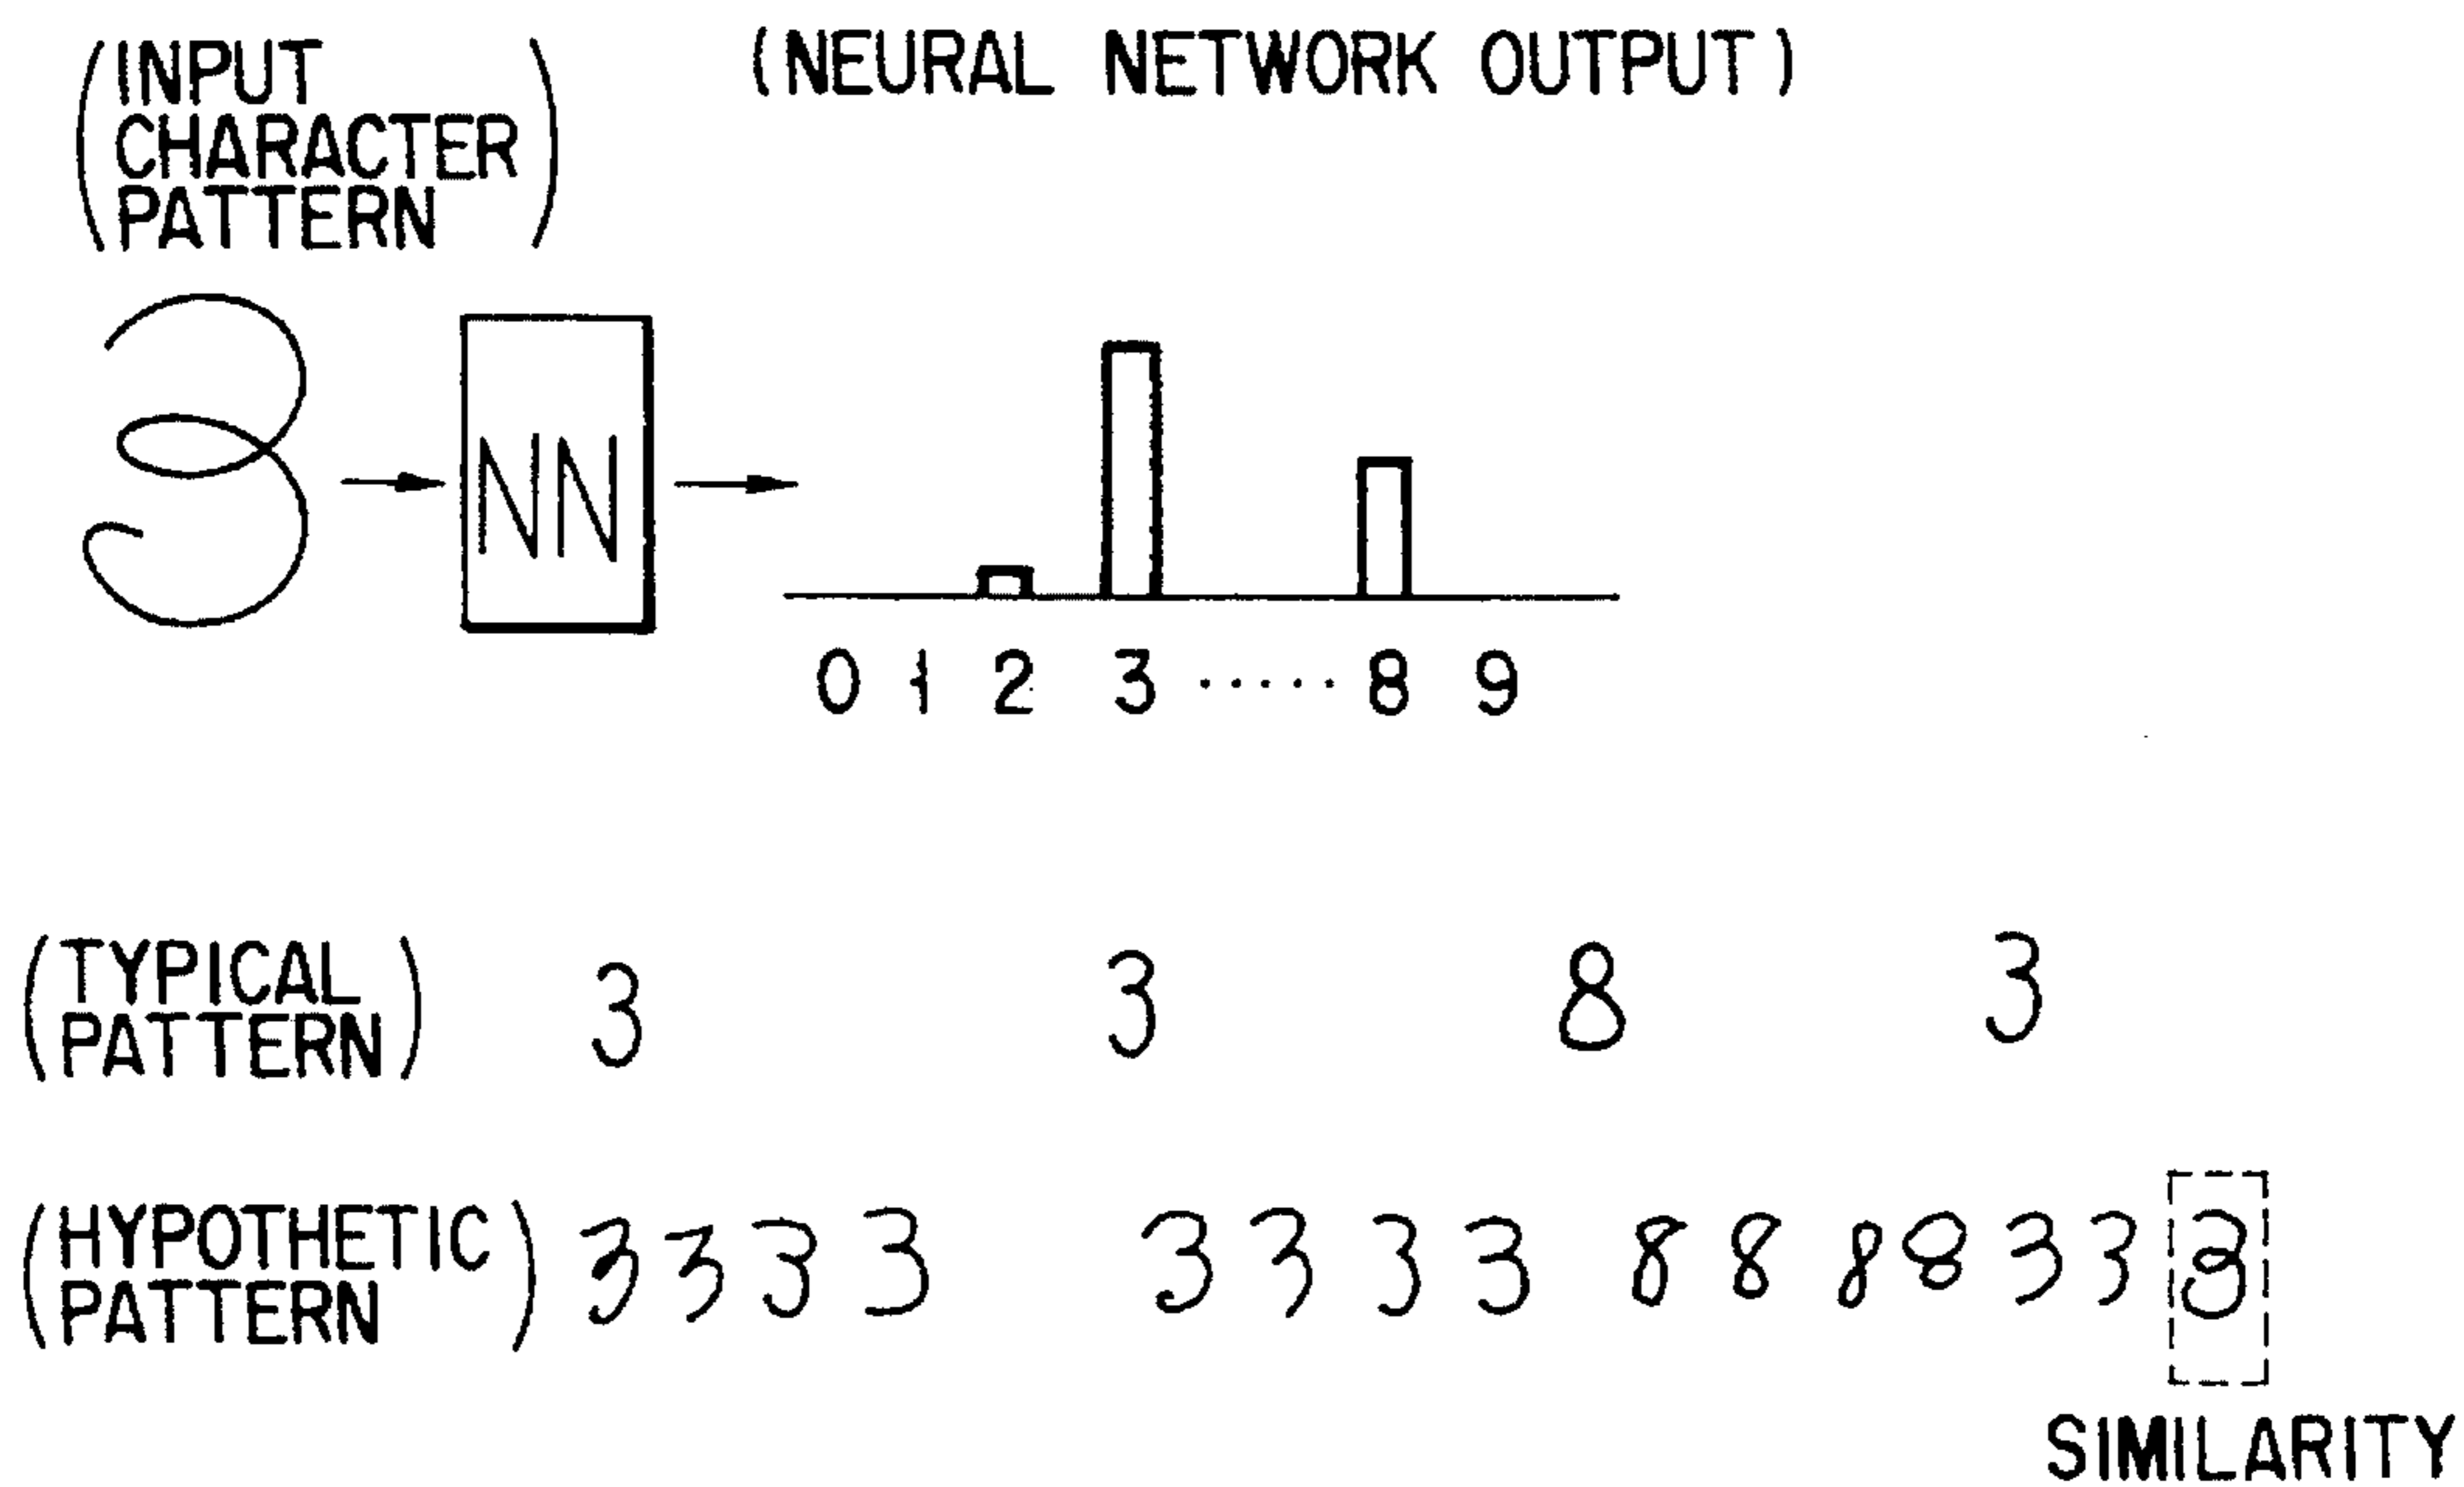 (INPUT
CHARACTER
PATTERN)
(NEURAL NETWORK OUTPUT)
3
NN
0 1 2 3 ..... 8 9
(TYPICAL
PATTERN)
3 3 8 3
(HYPOTHETIC
PATTERN)
3 3 3 3 3 3 3 3 8 8 8 8 3 3 3
SIMILARITY